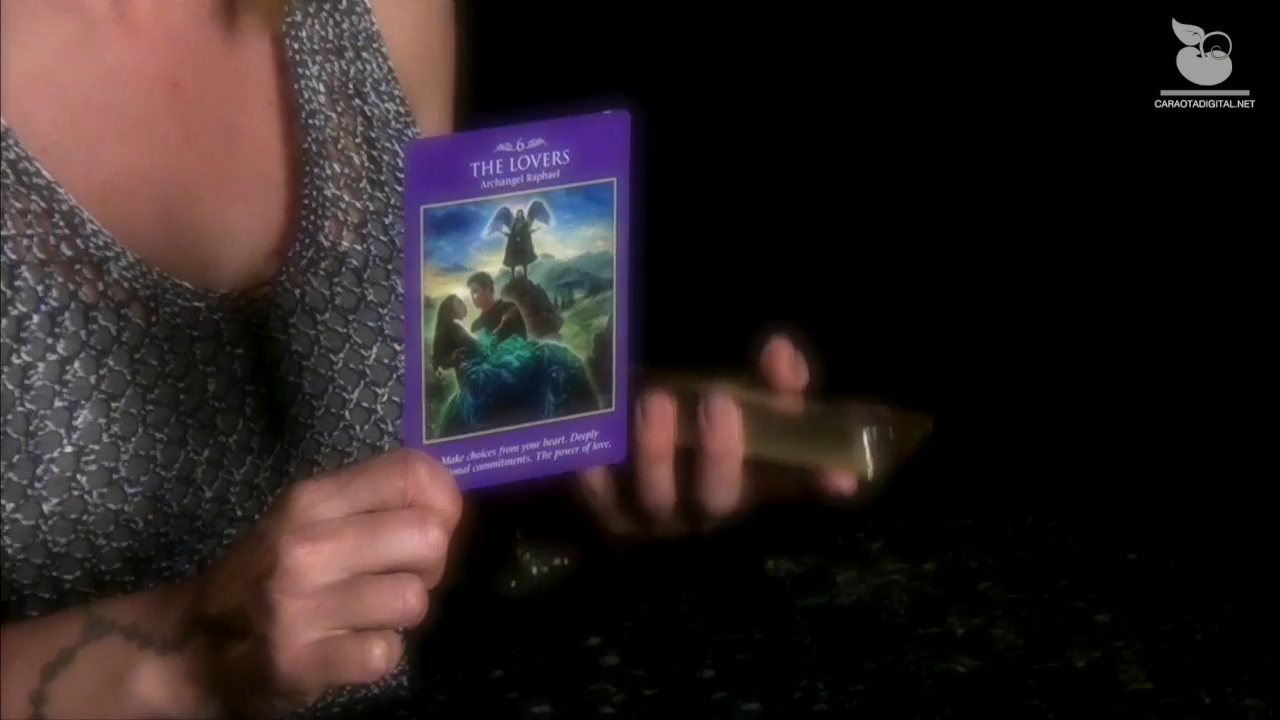 6
THE LOVERS
Archangel Raphael
Make choices from your heart. Deeply
commitments. The power of love.
CARAOTADIGITAL.NET